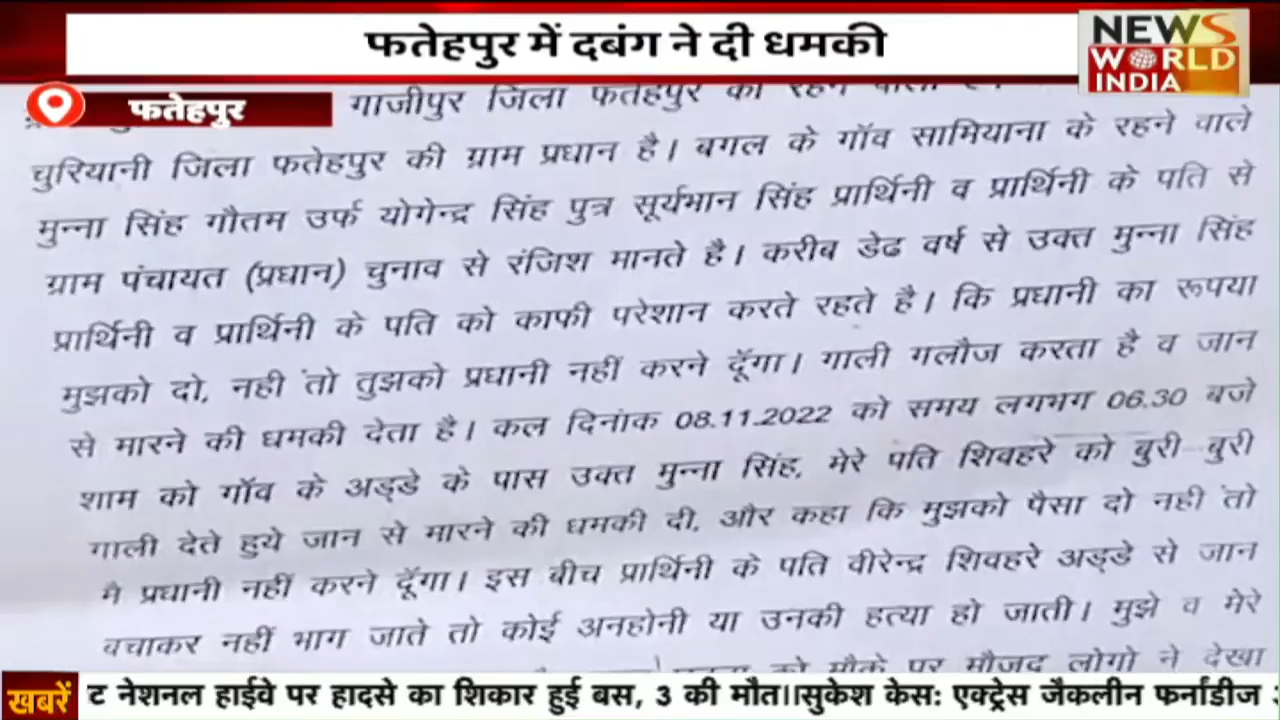 फतेहपुर में दबंग ने दी धमकी
NEWS
WORLD
INDIA
फतेहपुर
गाजीपुर जिला फतेहपुर की रहने वाली
चुरियानी जिला फतेहपुर की ग्राम प्रधान है। बगल के गॉव सामियाना के रहने वाले
मुन्ना सिंह गौतम उर्फ योगेन्द्र सिंह पुत्र सूर्यभान सिंह प्रार्थिनी व प्रार्थिनी के पति से
ग्राम पंचायत (प्रधान) चुनाव से रंजिश मानते है। करीब डेढ वर्ष से उक्त मुन्ना सिंह
प्रार्थिनी व प्रार्थिनी के पति को काफी परेशान करते रहते है। कि प्रधानी का रूपया
मुझको दो, नही तो तुझको प्रधानी नहीं करने दूॅगा। गाली गलौज करता है व जान
से मारने की धमकी देता है। कल दिनांक 08.11.2022 को समय लगभग 06.30 बजे
शाम को गॉव के अड्डे के पास उक्त मुन्ना सिंह, मेरे पति शिवहरे को बुरी बुरी
गाली देते हुये जान से मारने की धमकी दी, और कहा कि मुझको पैसा दो नही तो
मै प्रधानी नहीं करने दूॅगा। इस बीच प्रार्थिनी के पति वीरेन्द्र शिवहरे अड्डे से जान
बचाकर नहीं भाग जाते तो कोई अनहोनी या उनकी हत्या हो जाती। मुझे व मेरे
को मौके पर मौजूद लोगो ने देखा
खबरें
ट नेशनल हाईवे पर हादसे का शिकार हुई बस, 3 की मौत।।सुकेश केस: एक्ट्रेस जैकलीन फर्नांडीज